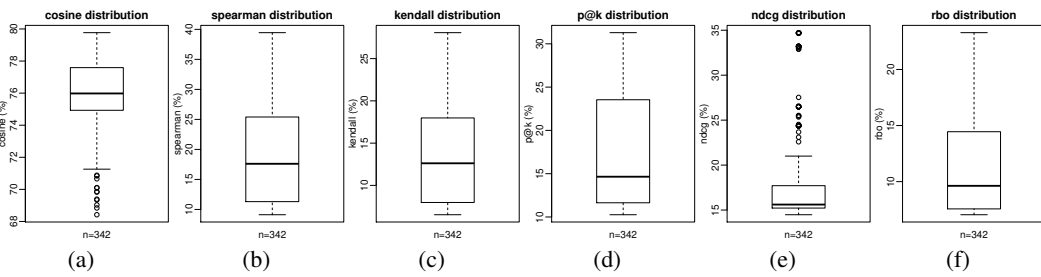 cosine distribution
cosine (%)
80
78
76
74
72
70
68
n=342
(a)
spearman distribution
spearman (%)
40
35
30
25
20
15
10
n=342
(b)
kendall distribution
kendall (%)
25
20
15
10
n=342
(c)
p@k distribution
p@k (%)
30
25
20
15
10
n=342
(d)
ndcg distribution
ndcg (%)
35
30
25
20
15
n=342
(e)
rbo distribution
rbo (%)
20
15
10
n=342
(f)